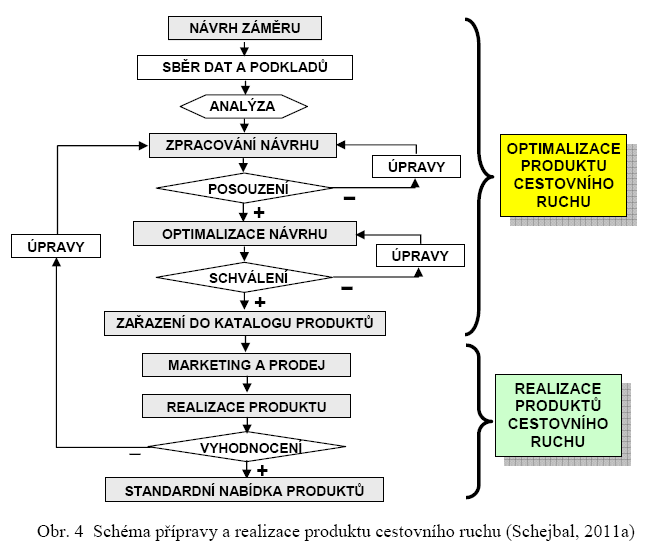 NÁVRH ZÁMĚRU
SBĚR DAT A PODKLADŮ
ANALÝZA
ZPRACOVÁNÍ NÁVRHU
ÚPRAVY
POSOUZENÍ
–
+
OPTIMALIZACE NÁVRHU
ÚPRAVY
ÚPRAVY
SCHVÁLENÍ
–
+
ZAŘAZENÍ DO KATALOGU PRODUKTŮ
OPTIMALIZACE
PRODUKTU
CESTOVNÍHO
RUCHU
MARKETING A PRODEJ
REALIZACE PRODUKTU
VYHODNOCENÍ
–
+
STANDARDNÍ NABÍDKA PRODUKTŮ
REALIZACE
PRODUKTŮ
CESTOVNÍHO
RUCHU
Obr. 4 Schéma přípravy a realizace produktu cestovního ruchu (Schejbal, 2011a)